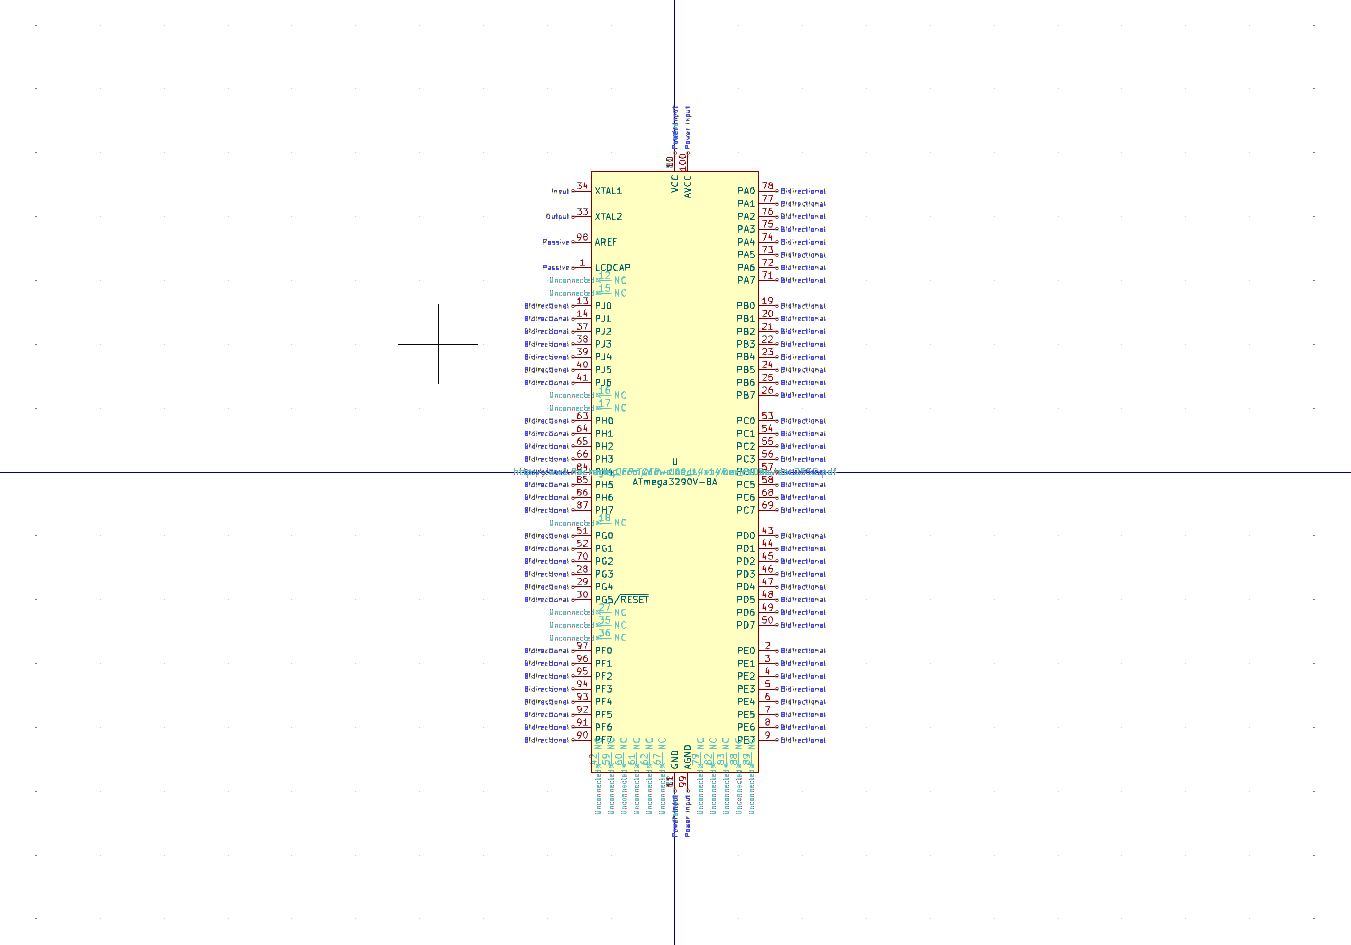 Power Input
100
VCC
AVCC
Input 34 XTAL1 PA0 78 Bidirectional
PA1 77 Bidirectional
Output 33 XTAL2 PA2 76 Bidirectional
PA3 75 Bidirectional
Passive 98 AREF PA4 74 Bidirectional
PA5 73 Bidirectional
Passive 1 LCDCAP PA6 72 Bidirectional
Unconnected 12 NC PA7 71 Bidirectional
Unconnected 15 NC
Bidirectional 13 PJ0 PB0 19 Bidirectional
Bidirectional 14 PJ1 PB1 20 Bidirectional
Bidirectional 37 PJ2 PB2 21 Bidirectional
Bidirectional 38 PJ3 PB3 22 Bidirectional
Bidirectional 39 PJ4 PB4 23 Bidirectional
Bidirectional 40 PJ5 PB5 24 Bidirectional
Bidirectional 41 PJ6 PB6 25 Bidirectional
Unconnected 16 NC PB7 26 Bidirectional
Unconnected 17 NC
Bidirectional 63 PH0 PC0 53 Bidirectional
Bidirectional 64 PH1 PC1 54 Bidirectional
Bidirectional 65 PH2 PC2 55 Bidirectional
Bidirectional 66 PH3 U PC3 56 Bidirectional
84 57
Bidirectional 85 PH5 ATmega3290V-8A PC5 58 Bidirectional
Bidirectional 86 PH6 PC6 68 Bidirectional
Bidirectional 87 PH7 PC7 69 Bidirectional
Unconnected 18 NC
Bidirectional 51 PG0 PD0 43 Bidirectional
Bidirectional 52 PG1 PD1 44 Bidirectional
Bidirectional 70 PG2 PD2 45 Bidirectional
Bidirectional 28 PG3 PD3 46 Bidirectional
Bidirectional 29 PG4 PD4 47 Bidirectional
Bidirectional 30 PG5/RESET PD5 48 Bidirectional
Unconnected 27 NC PD6 49 Bidirectional
Unconnected 35 NC PD7 50 Bidirectional
Unconnected 36 NC
Bidirectional 97 PF0 PE0 2 Bidirectional
Bidirectional 96 PF1 PE1 3 Bidirectional
Bidirectional 95 PF2 PE2 4 Bidirectional
Bidirectional 94 PF3 PE3 5 Bidirectional
Bidirectional 93 PF4 PE4 6 Bidirectional
Bidirectional 92 PF5 PE5 7 Bidirectional
Bidirectional 91 PF6 PE6 8 Bidirectional
Bidirectional 90 PF7 PE7 9 Bidirectional
Unconnected 42 NC
Unconnected 59 NC
Unconnected 60 NC
Unconnected 61 NC
Unconnected 62 NC
Unconnected 67 NC
GND
Power Input 99 AGND
Unconnected 79 NC
Unconnected 82 NC
Unconnected 83 NC
Unconnected 88 NC
Unconnected 89 NC